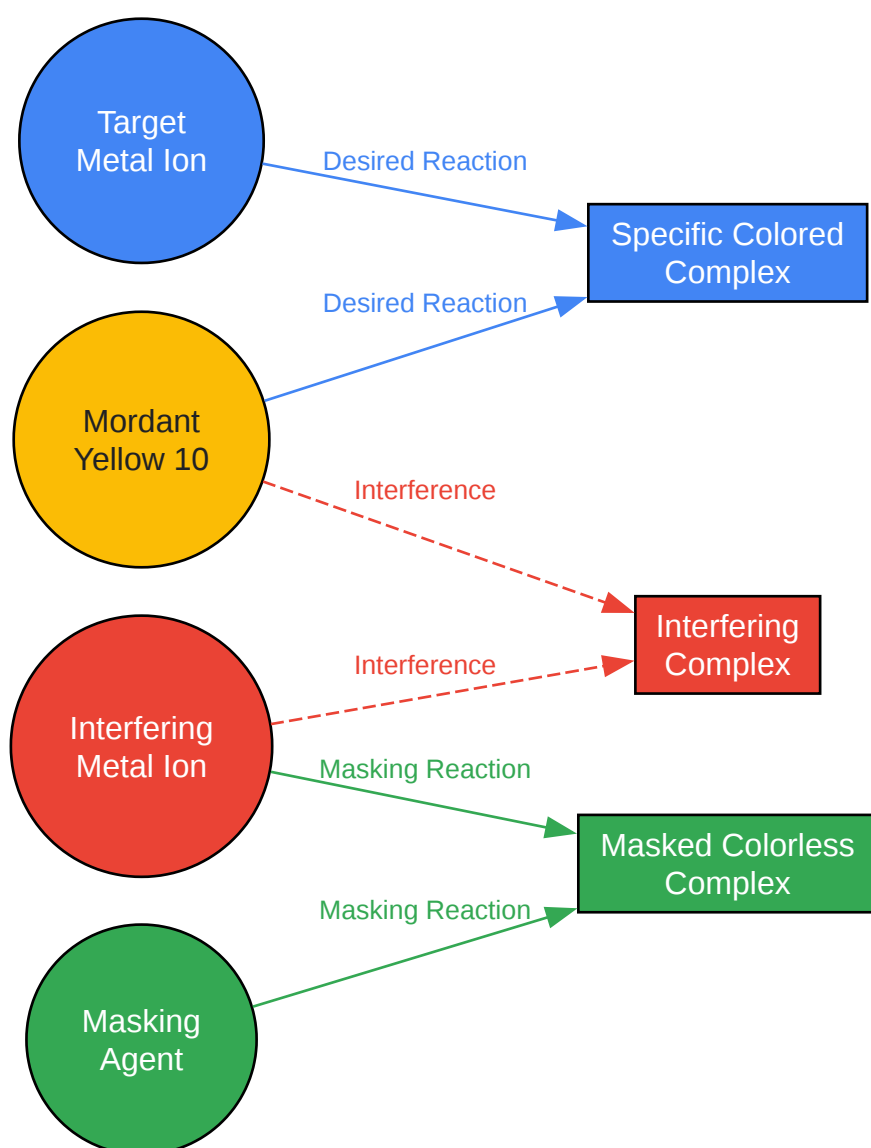 Target
Metal Ion
Desired Reaction
Specific Colored
Complex
Desired Reaction
Mordant
Yellow 10
Interference
Interfering
Complex
Interference
Interfering
Metal Ion
Masking Reaction
Masked Colorless
Complex
Masking Reaction
Masking
Agent